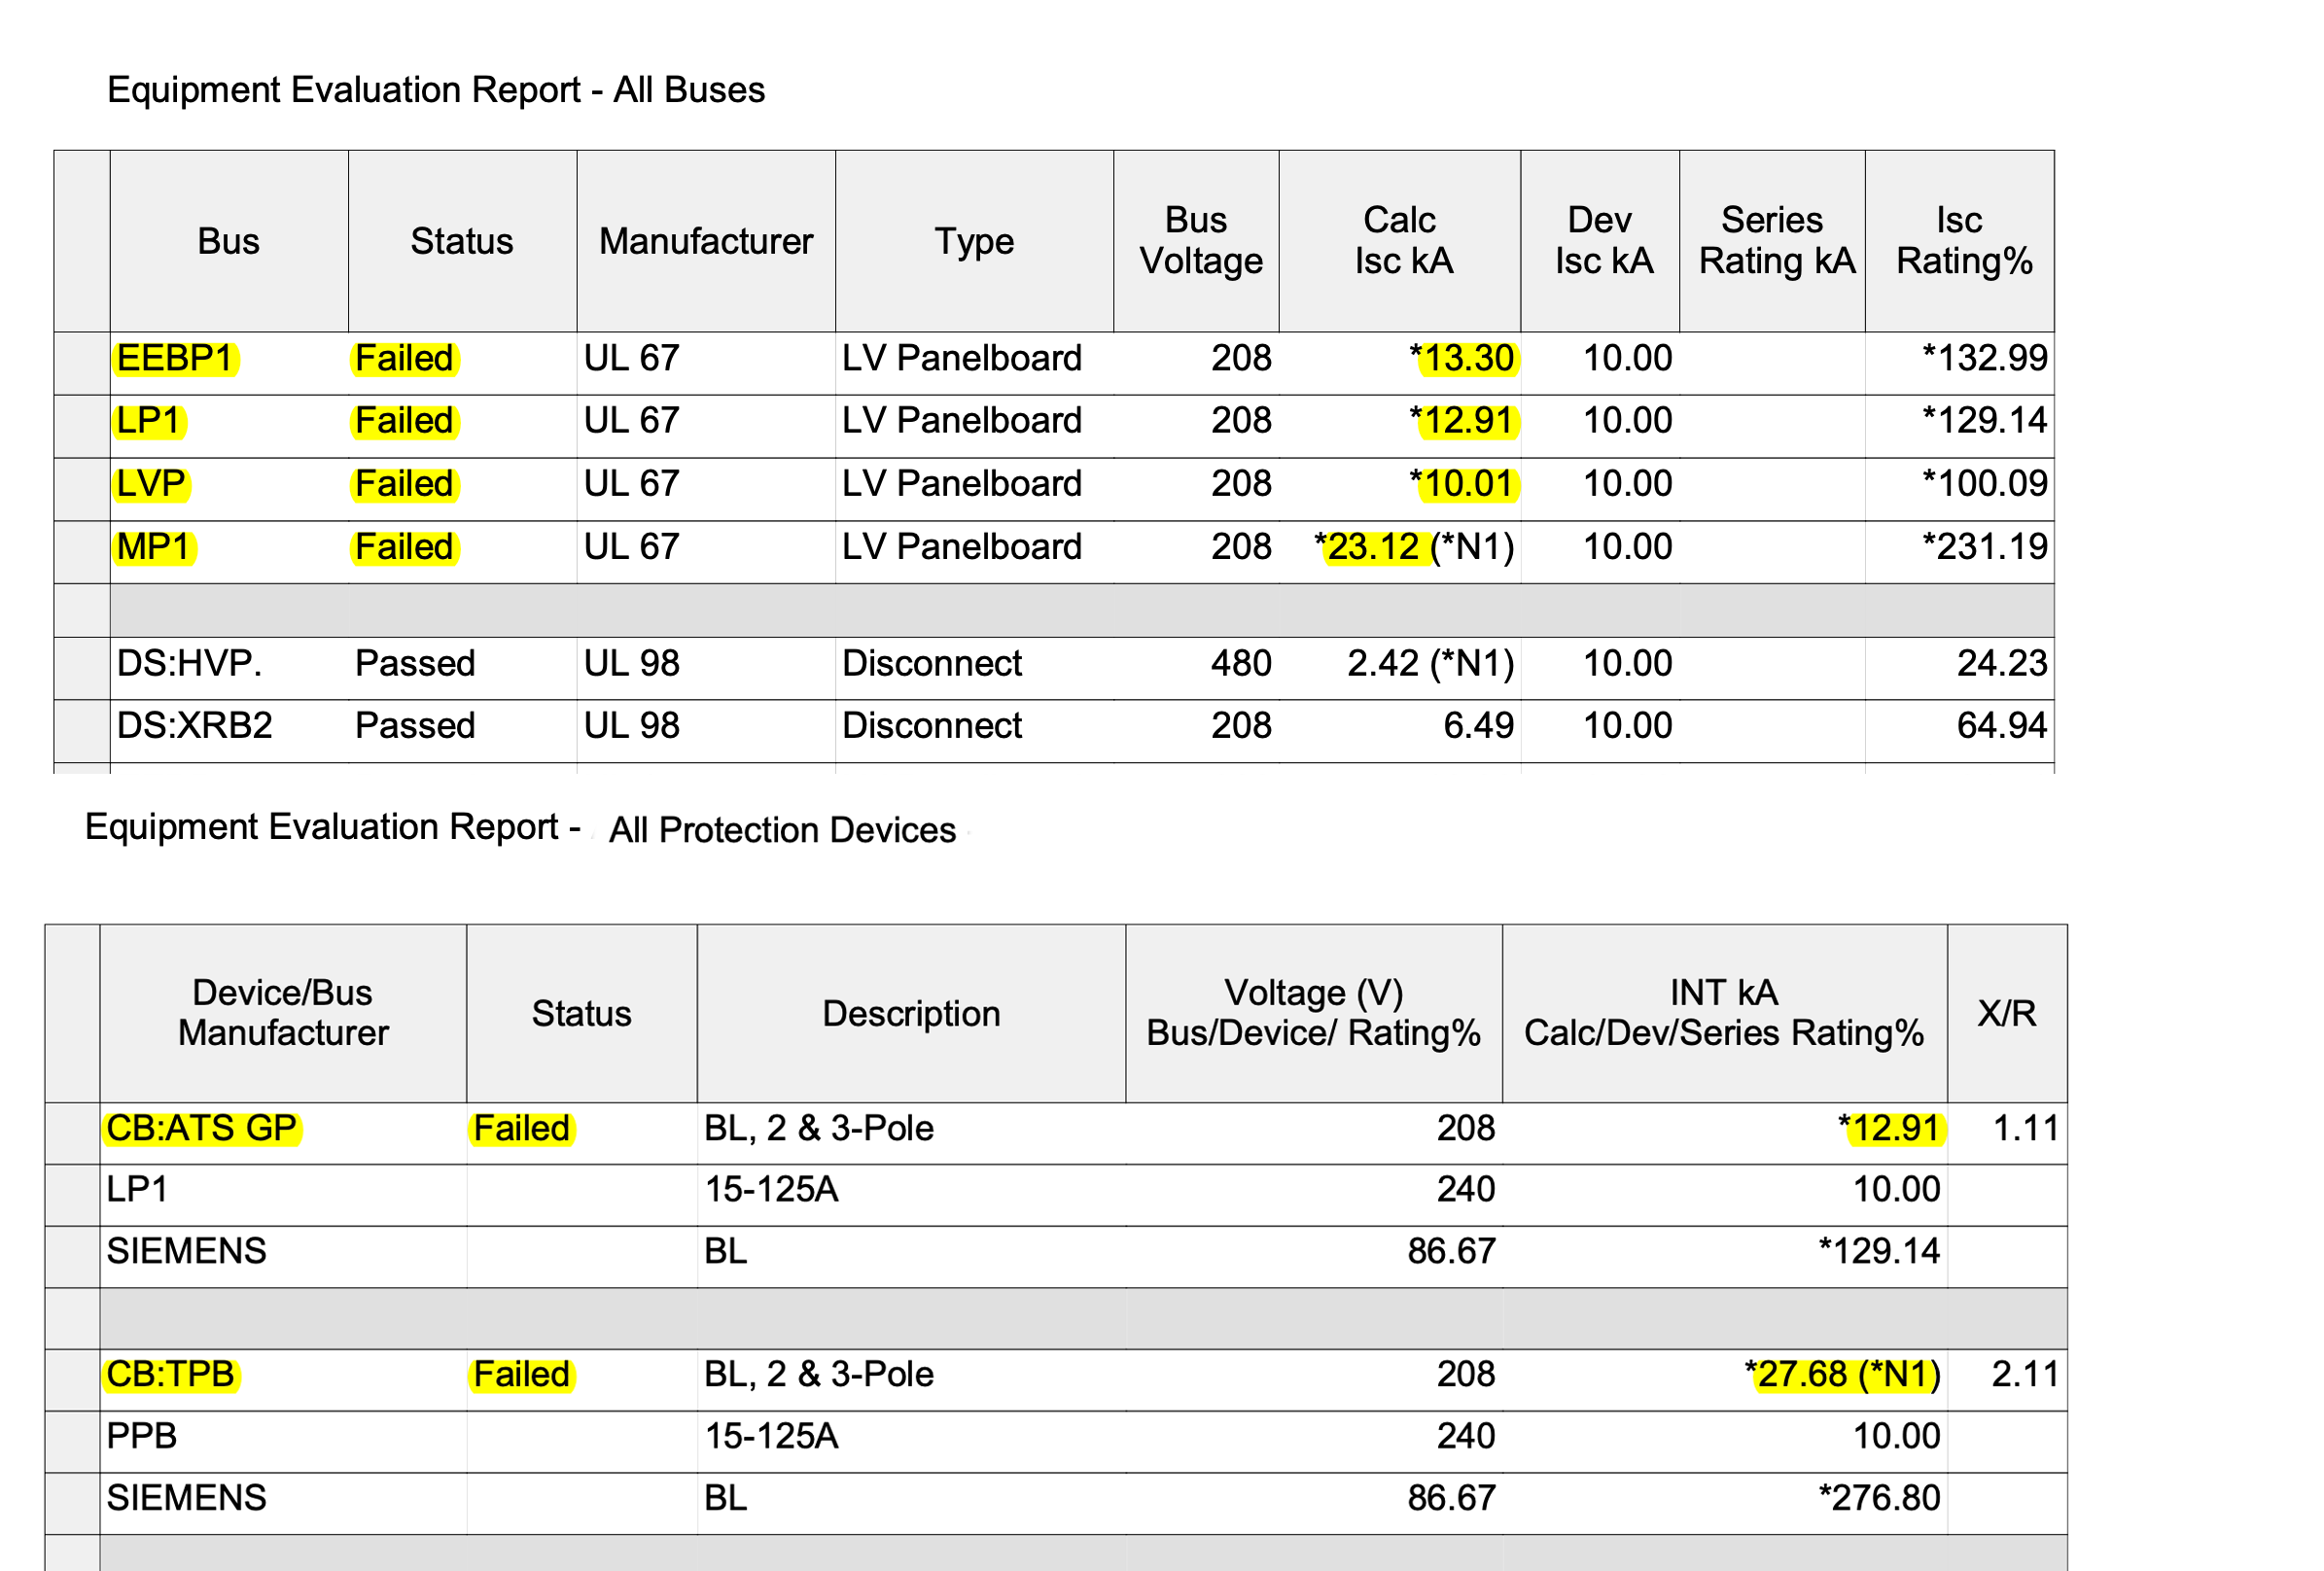 Equipment Evaluation Report - All Buses
Bus Status Manufacturer Type Bus Voltage Calc Isc kA Dev Isc kA Series Rating kA Isc Rating%
EEBP1 Failed UL 67 LV Panelboard 208 *13.30 10.00 *132.99
LP1 Failed UL 67 LV Panelboard 208 *12.91 10.00 *129.14
LVP Failed UL 67 LV Panelboard 208 *10.01 10.00 *100.09
MP1 Failed UL 67 LV Panelboard 208 *23.12 (*N1) 10.00 *231.19
DS:HVP. Passed UL 98 Disconnect 480 2.42 (*N1) 10.00 24.23
DS:XRB2 Passed UL 98 Disconnect 208 6.49 10.00 64.94
Equipment Evaluation Report - All Protection Devices
Device/Bus Manufacturer Status Description Voltage (V) Bus/Device/ Rating% INT kA Calc/Dev/Series Rating% X/R
CB:ATS GP Failed BL, 2 & 3-Pole 208 *12.91 1.11
LP1 15-125A 240 10.00
SIEMENS BL 86.67 *129.14
CB:TPB Failed BL, 2 & 3-Pole 208 *27.68 (*N1) 2.11
PPB 15-125A 240 10.00
SIEMENS BL 86.67 *276.80